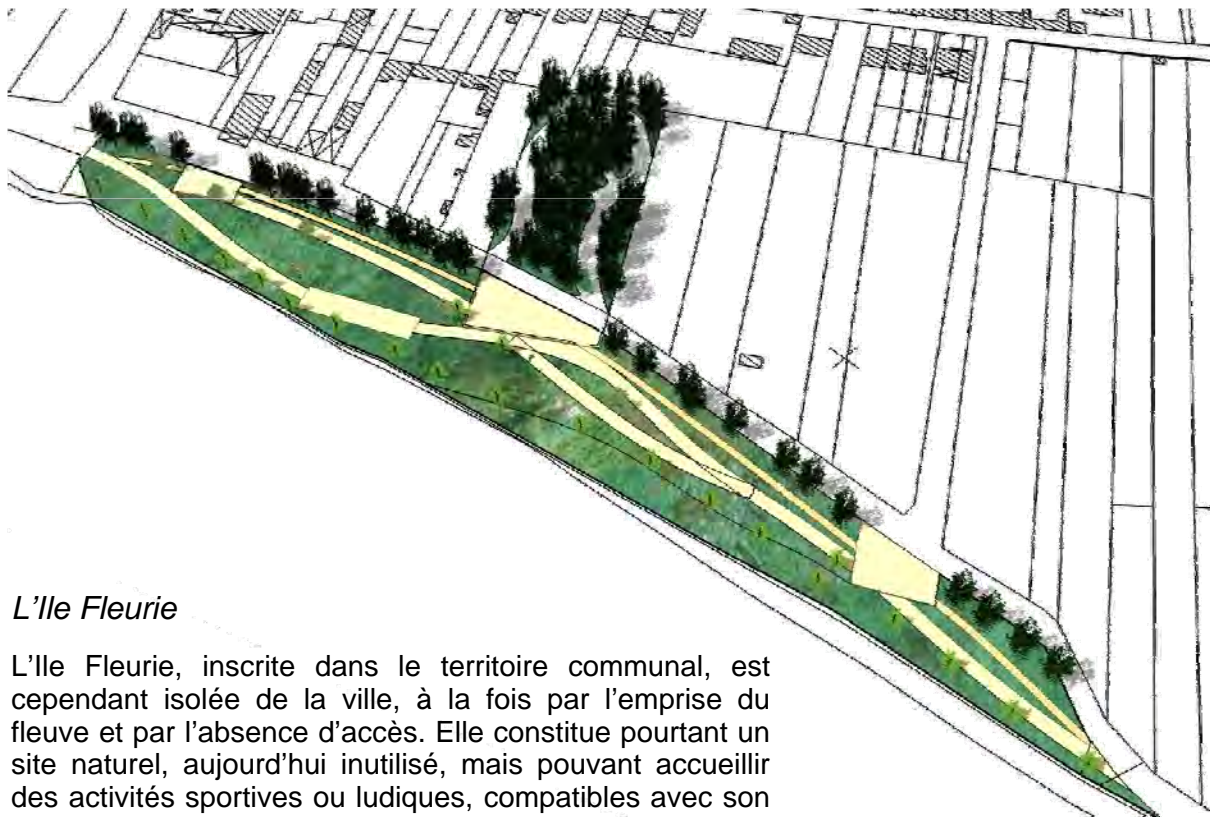 L'Ile Fleurie
L'Ile Fleurie, inscrite dans le territoire communal, est
cependant isolée de la ville, à la fois par l'emprise du
fleuve et par l'absence d'accès. Elle constitue pourtant un
site naturel, aujourd'hui inutilisé, mais pouvant accueillir
des activités sportives ou ludiques, compatibles avec son